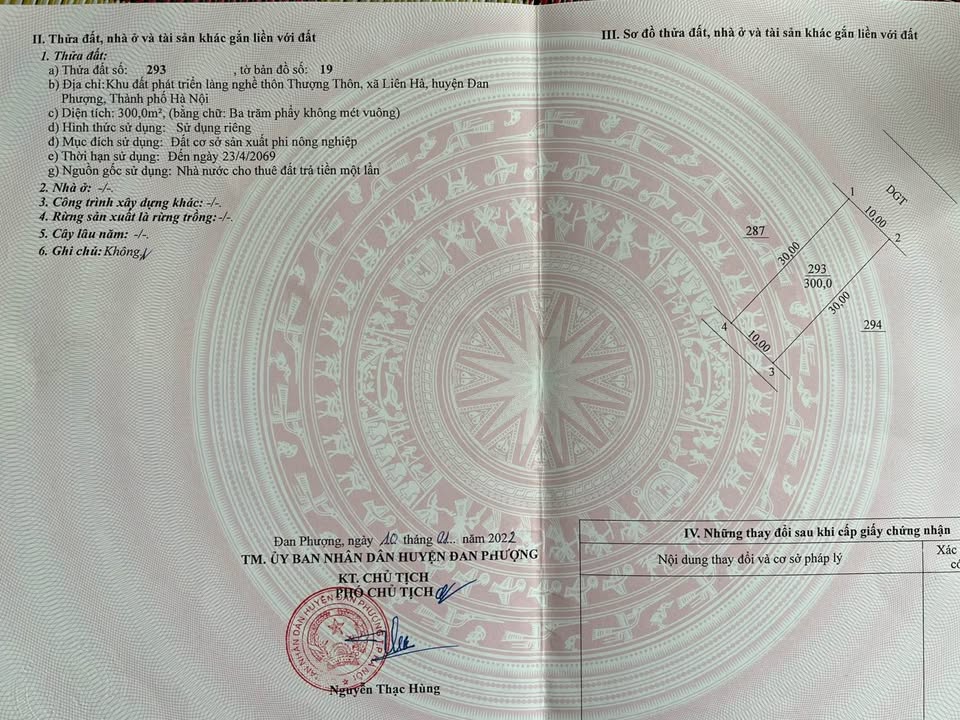 II. Thửa đất, nhà ở và tài sản khác gắn liền với đất
1. Thửa đất:
a) Thửa đất số: 293 , tờ bản đồ số: 19
b) Địa chỉ:Khu đất phát triển làng nghề thôn Thượng Thôn, xã Liên Hà, huyện Đan
Phượng, Thành phố Hà Nội
c) Diện tích: 300,0m², (bằng chữ: Ba trăm phẩy không mét vuông)
d) Hình thức sử dụng: Sử dụng riêng
đ) Mục đích sử dụng: Đất cơ sở sản xuất phi nông nghiệp
e) Thời hạn sử dụng: Đến ngày 23/4/2069
g) Nguồn gốc sử dụng: Nhà nước cho thuê đất trả tiền một lần
2. Nhà ở: -/-.
3. Công trình xây dựng khác: -/-.
4. Rừng sản xuất là rừng trồng: -/-.
5. Cây lâu năm: -/-.
6. Ghi chú: Không
Đan Phượng, ngày 10 tháng 01... năm 2022
TM. ỦY BAN NHÂN DÂN HUYỆN ĐAN PHƯỢNG
KT. CHỦ TỊCH
PHÓ CHỦ TỊCH
Nguyễn Thạc Hùng
III. Sơ đồ thửa đất, nhà ở và tài sản khác gắn liền với đất
1
DGT
10,00
2
287
30,00
293
300,0
30,00
294
4
10,00
3
IV. Những thay đổi sau khi cấp giấy chứng nhận
Nội dung thay đổi và cơ sở pháp lý
Xác